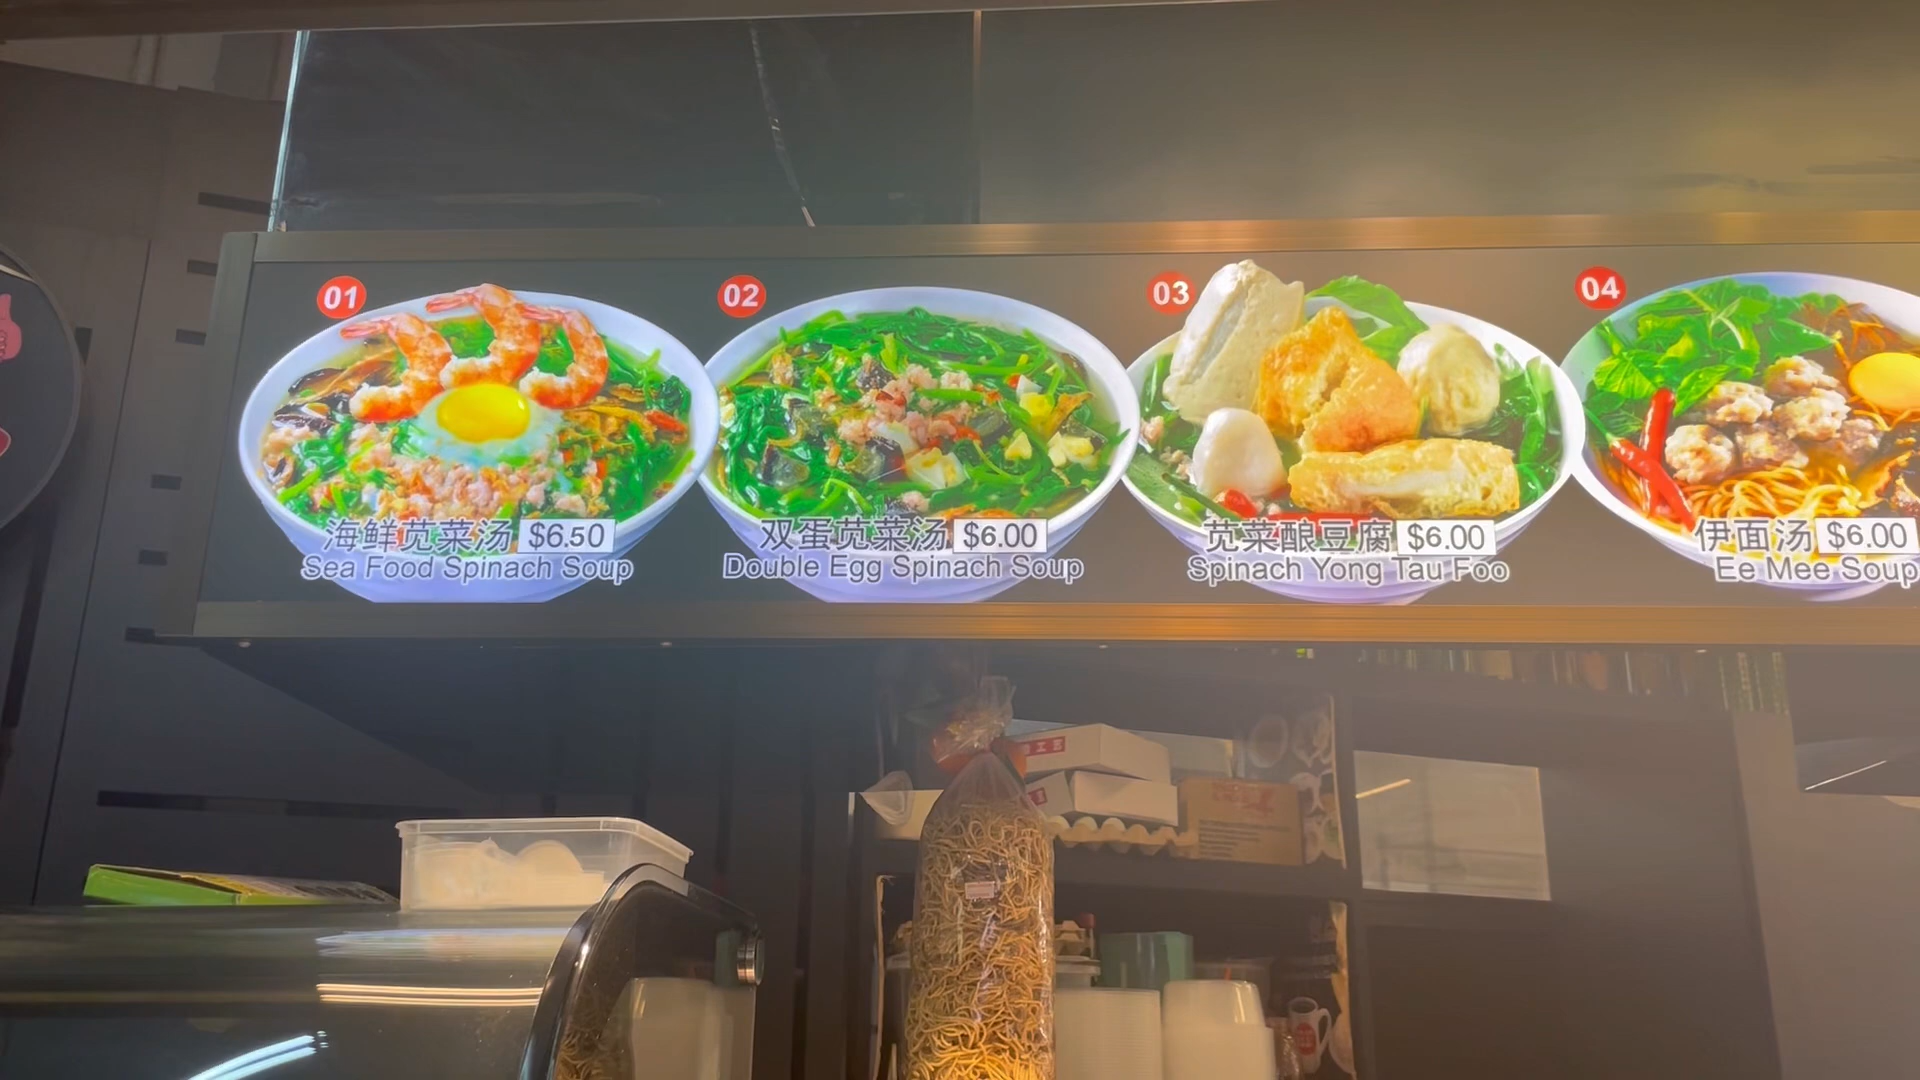 01
海鲜苋菜汤 $6.50
Sea Food Spinach Soup
02
双蛋苋菜汤 $6.00
Double Egg Spinach Soup
03
苋菜酿豆腐 $6.00
Spinach Yong Tau Foo
04
伊面汤 $6.00
Ee Mee Soup